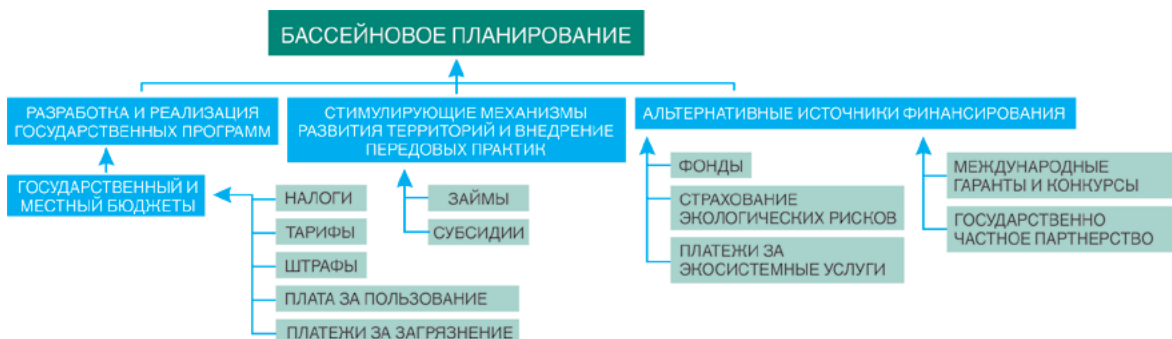 БАССЕЙНОВОЕ ПЛАНИРОВАНИЕ
РАЗРАБОТКА И РЕАЛИЗАЦИЯ
ГОСУДАРСТВЕННЫХ ПРОГРАММ
СТИМУЛИРУЮЩИЕ МЕХАНИЗМЫ
РАЗВИТИЯ ТЕРРИТОРИЙ И ВНЕДРЕНИЕ
ПЕРЕДОВЫХ ПРАКТИК
АЛЬТЕРНАТИВНЫЕ ИСТОЧНИКИ ФИНАНСИРОВАНИЯ
ГОСУДАРСТВЕННЫЙ И
МЕСТНЫЙ БЮДЖЕТЫ
НАЛОГИ
ТАРИФЫ
ШТРАФЫ
ПЛАТА ЗА ПОЛЬЗОВАНИЕ
ПЛАТЕЖИ ЗА ЗАГРЯЗНЕНИЕ
ЗАЙМЫ
СУБСИДИИ
ФОНДЫ
СТРАХОВАНИЕ
ЭКОЛОГИЧЕСКИХ РИСКОВ
ПЛАТЕЖИ ЗА
ЭКОСИСТЕМНЫЕ УСЛУГИ
МЕЖДУНАРОДНЫЕ
ГАРАНТЫ И КОНКУРСЫ
ГОСУДАРСТВЕННО
ЧАСТНОЕ ПАРТНЕРСТВО